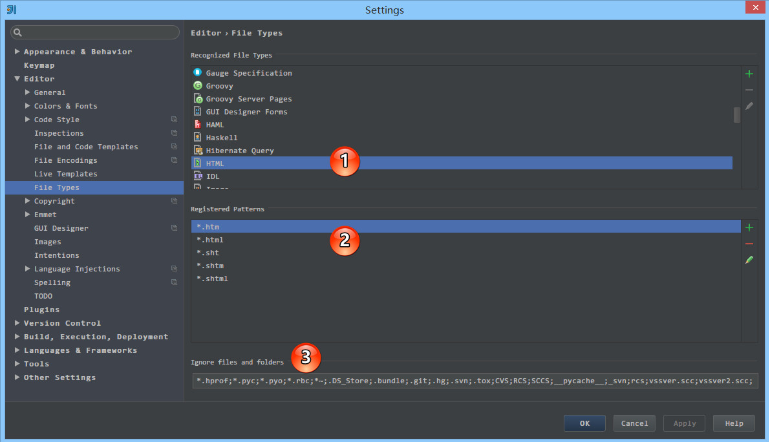 Settings
Appearance & Behavior
Keymap
Editor
General
Colors & Fonts
Code Style
Inspections
File and Code Templates
File Encodings
Live Templates
File Types
Copyright
Emmet
GUI Designer
Images
Intentions
Language Injections
Spelling
TODO
Plugins
Version Control
Build, Execution, Deployment
Languages & Frameworks
Tools
Other Settings
Editor › File Types
Recognized File Types
Gauge Specification
Groovy
Groovy Server Pages
GUI Designer Forms
HAML
Haskell
Hibernate Query
HTML
1
IDL
Image
Registered Patterns
*.htm
2
*.html
*.sht
*.shtm
*.shtml
3
Ignore files and folders
*.hprof;*.pyc;*.pyo;*.rbc;*~;.DS_Store;.bundle;.git;.hg;.svn;.tox;CVS;RCS;SCCS;__pycache__;_svn;rcs;vssver.scc;vssver2.scc;
OK
Cancel
Apply
Help